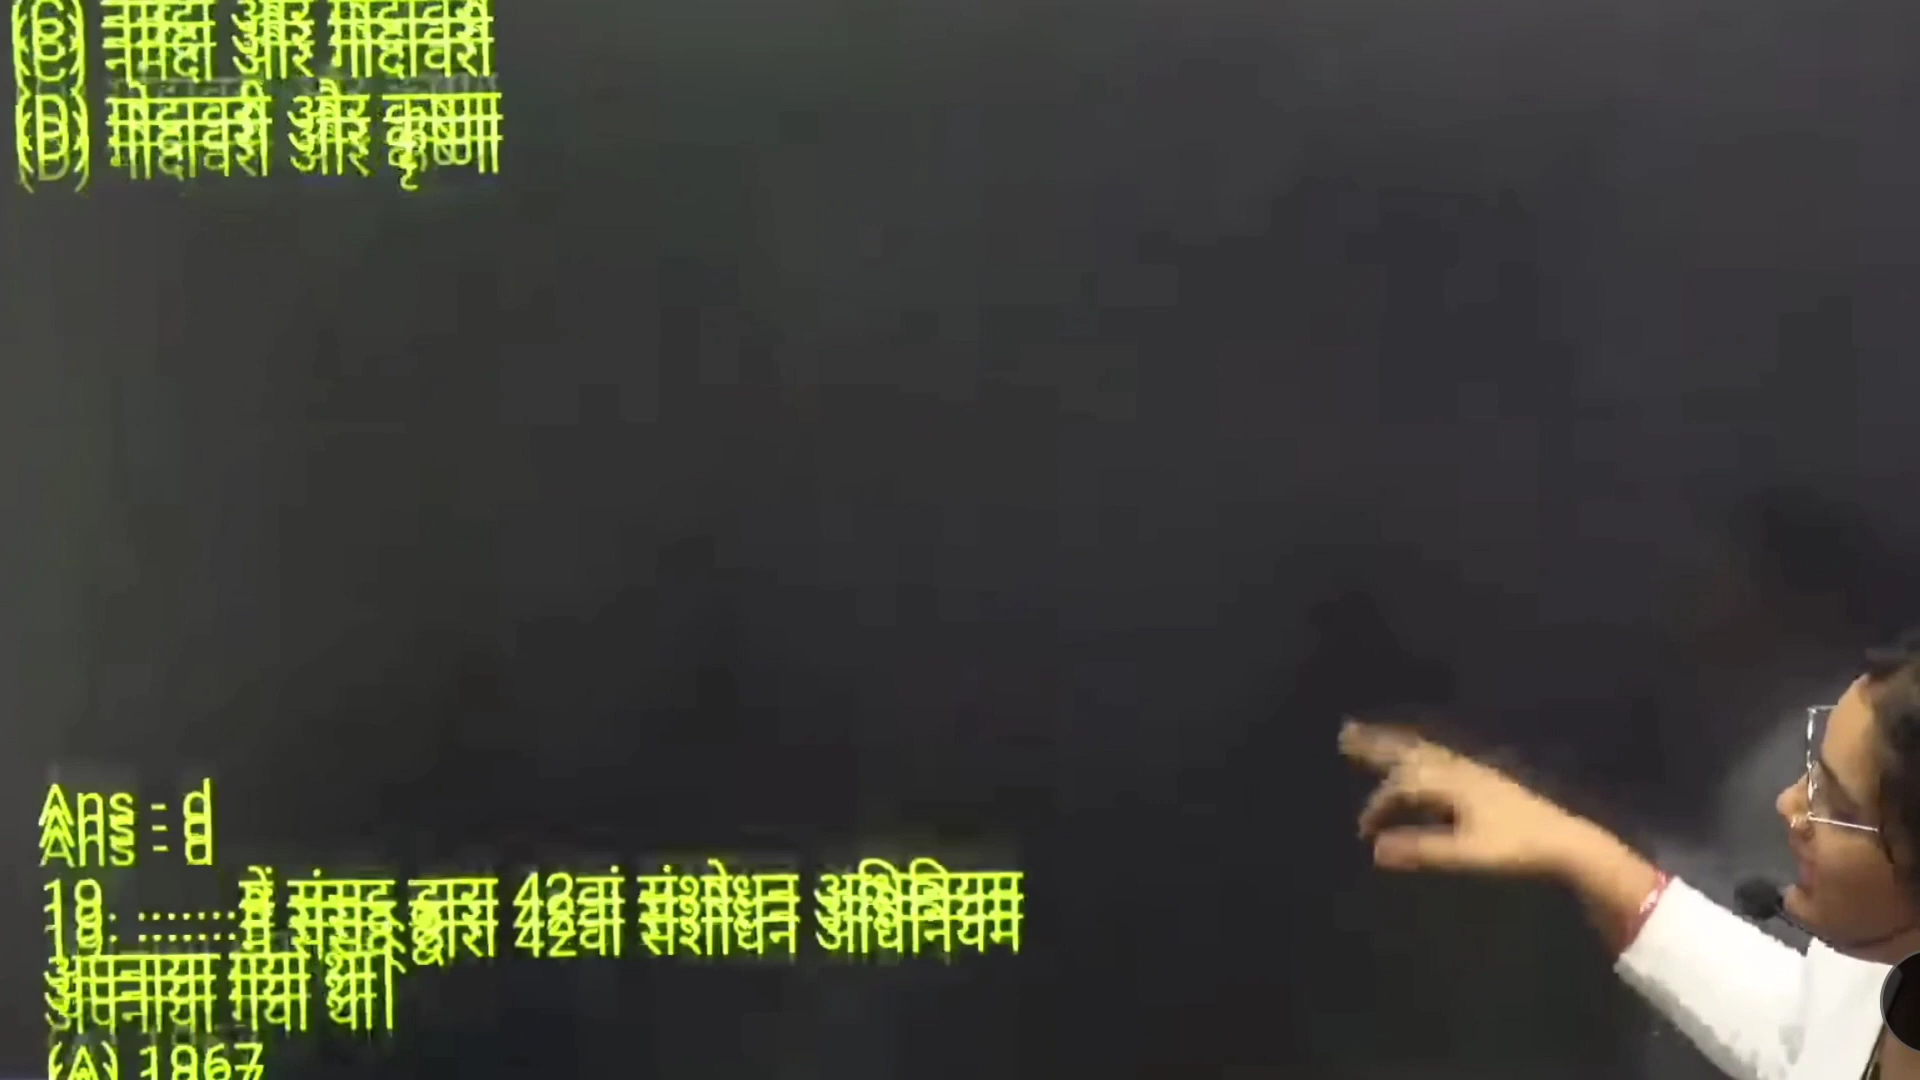 (C) नर्मदा और गोदावरी
(D) गोदावरी और कृष्णा
Ans - d
18. ........में संसद द्वारा 42वां संशोधन अधिनियम
अपनाया गया था।
(A) 1967